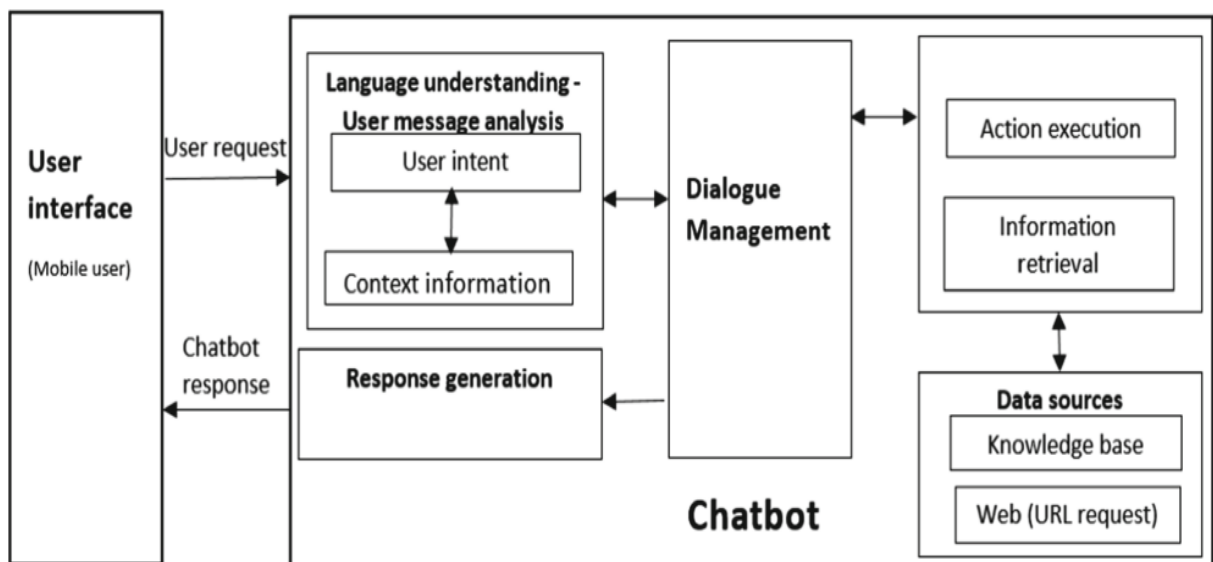 User
interface
(Mobile user)
User request
Chatbot
response
Language understanding -
User message analysis
User intent
Context information
Response generation
Dialogue
Management
Action execution
Information
retrieval
Data sources
Knowledge base
Web (URL request)
Chatbot